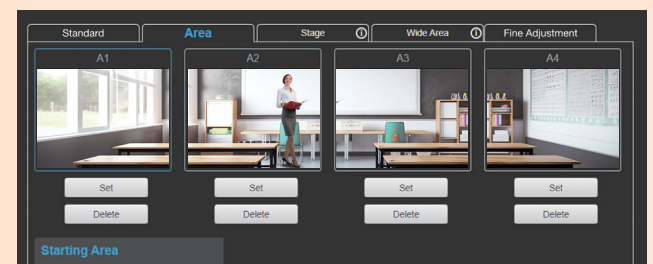 Standard Area Stage Wide Area Fine Adjustment
A1 A2 A3 A4
Set Set Set Set
Delete Delete Delete Delete
Starting Area